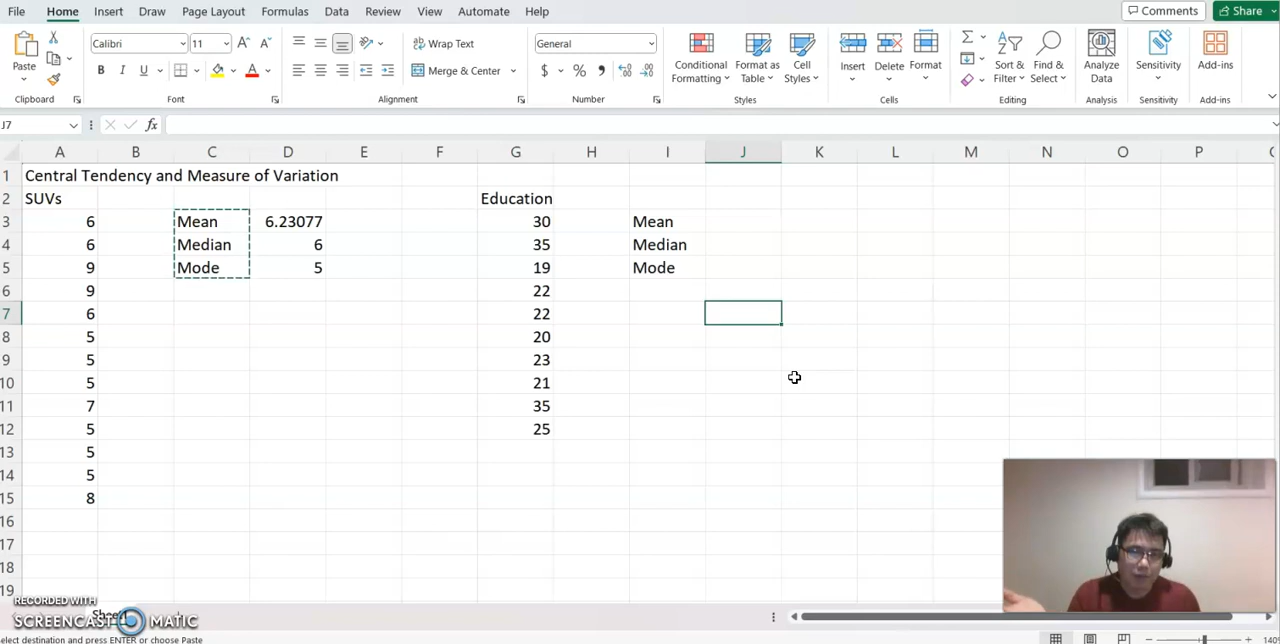 File Home Insert Draw Page Layout Formulas Data Review View Automate Help Comments Share
Calibri 11 Wrap Text General
Paste B I U A Merge & Center $ % Conditional Formatting Format as Table Cell Styles Insert Delete Format Sort & Filter Find & Select Analyze Data Sensitivity Add-ins
Clipboard Font Alignment Number Styles Cells Editing Analysis Sensitivity Add-ins
J7 fx
A B C D E F G H I J K L M N O P
1 Central Tendency and Measure of Variation
2 SUVs Education
3 6 Mean 6.23077 30 Mean
4 6 Median 6 35 Median
5 9 Mode 5 19 Mode
6 9 22
7 6 22
8 5 20
9 5 23
10 5 21
11 7 35
12 5 25
13 5
14 5
15 8
16
17
18
19
RECORDED WITH
SCREENCAST MATIC
elect destination and press ENTER or choose Paste